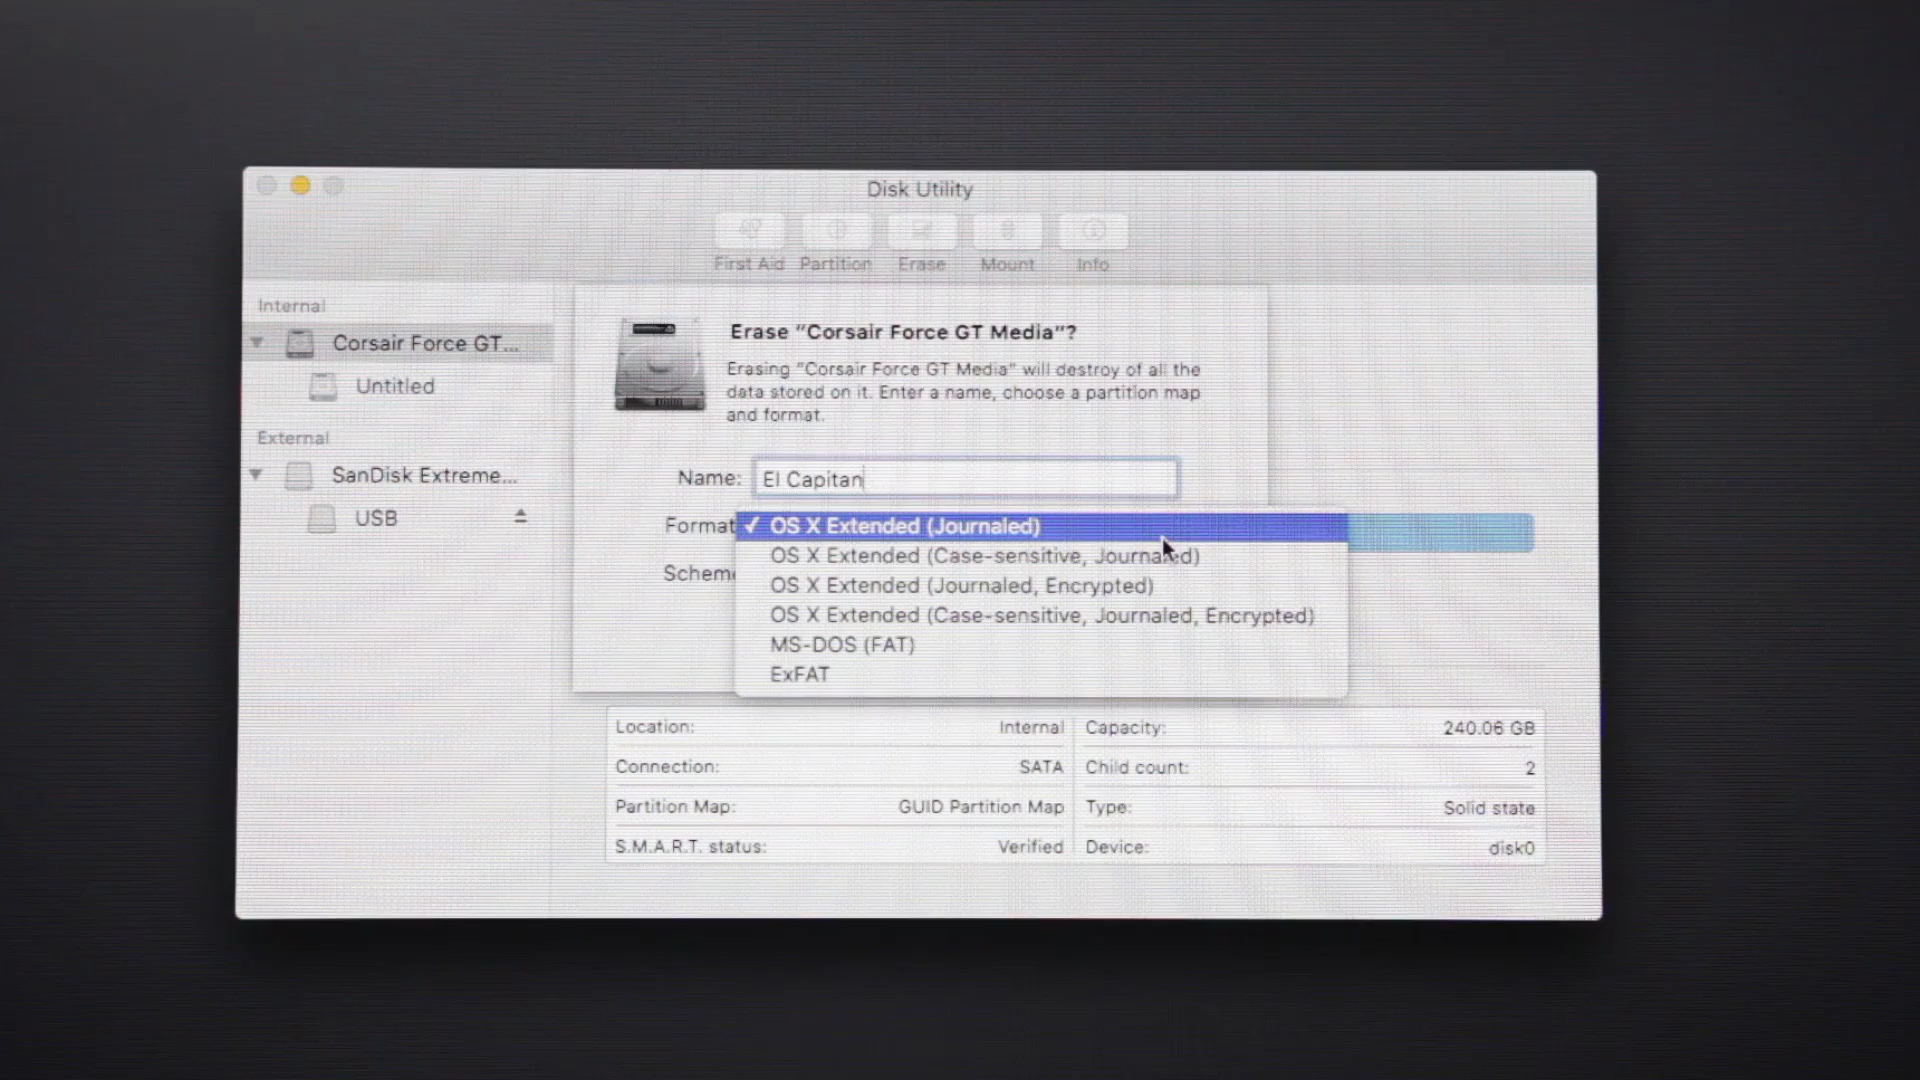 Disk Utility
First Aid
Partition
Erase
Mount
Info
Internal
Corsair Force GT...
Untitled
External
SanDisk Extreme...
USB
Erase "Corsair Force GT Media"?
Erasing "Corsair Force GT Media" will destroy of all the
data stored on it. Enter a name, choose a partition map
and format.
Name: El Capitan
Format
✓ OS X Extended (Journaled)
OS X Extended (Case-sensitive, Journaled)
OS X Extended (Journaled, Encrypted)
OS X Extended (Case-sensitive, Journaled, Encrypted)
MS-DOS (FAT)
ExFAT
Scheme
Location: Internal
Connection: SATA
Partition Map: GUID Partition Map
S.M.A.R.T. status: Verified
Capacity: 240.06 GB
Child count: 2
Type: Solid state
Device: disk0